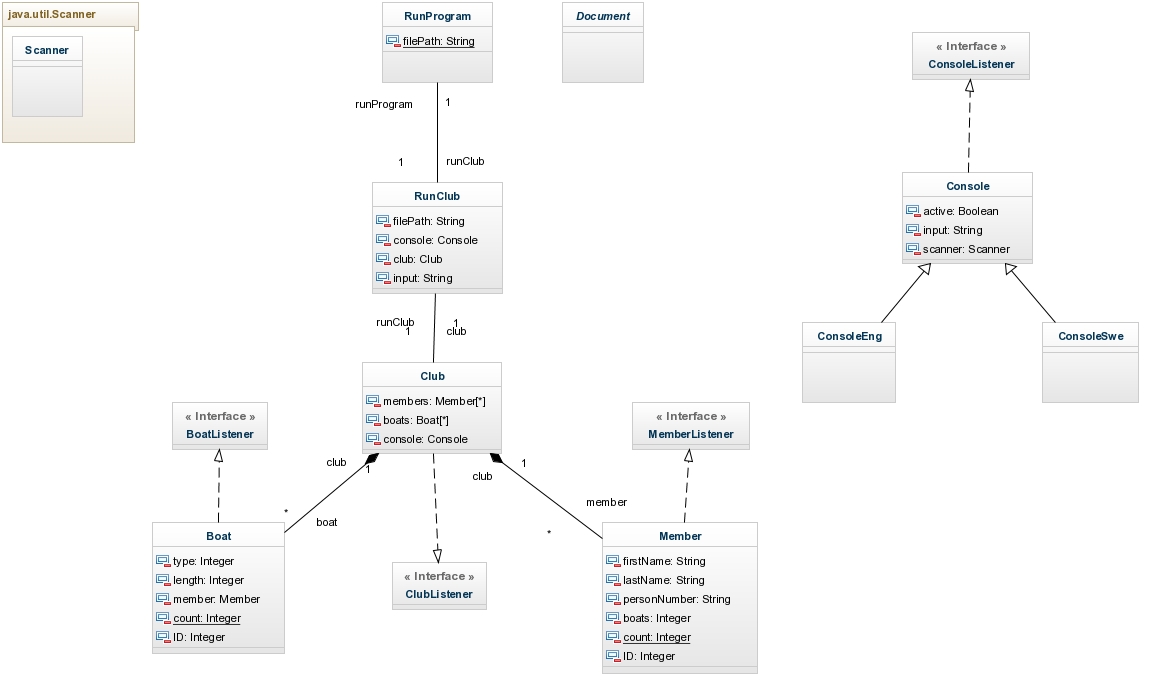 java.util.Scanner
Scanner
RunProgram
filePath: String
Document
« Interface »
ConsoleListener
runProgram
1
1
runClub
RunClub
filePath: String
console: Console
club: Club
input: String
Console
active: Boolean
input: String
scanner: Scanner
runClub
1
1
club
ConsoleEng
ConsoleSwe
Club
members: Member[*]
boats: Boat[*]
console: Console
« Interface »
BoatListener
« Interface »
MemberListener
club
1
1
club
*
boat
member
*
Boat
type: Integer
length: Integer
member: Member
count: Integer
ID: Integer
« Interface »
ClubListener
Member
firstName: String
lastName: String
personNumber: String
boats: Integer
count: Integer
ID: Integer